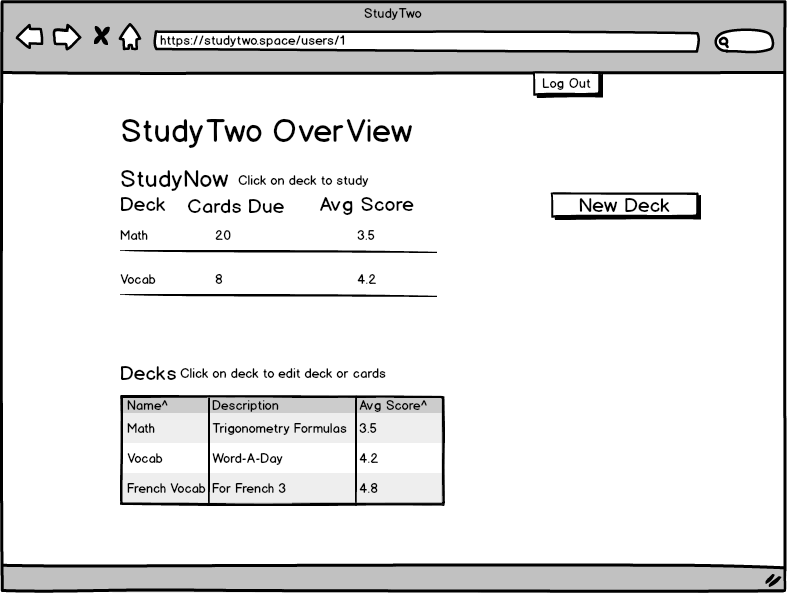 StudyTwo
https://studytwo.space/users/1
Log Out
StudyTwo OverView
StudyNow Click on deck to study
Deck Cards Due Avg Score
New Deck
Math 20 3.5
Vocab 8 4.2
Decks Click on deck to edit deck or cards
Name^ Description Avg Score^
Math Trigonometry Formulas 3.5
Vocab Word-A-Day 4.2
French Vocab For French 3 4.8